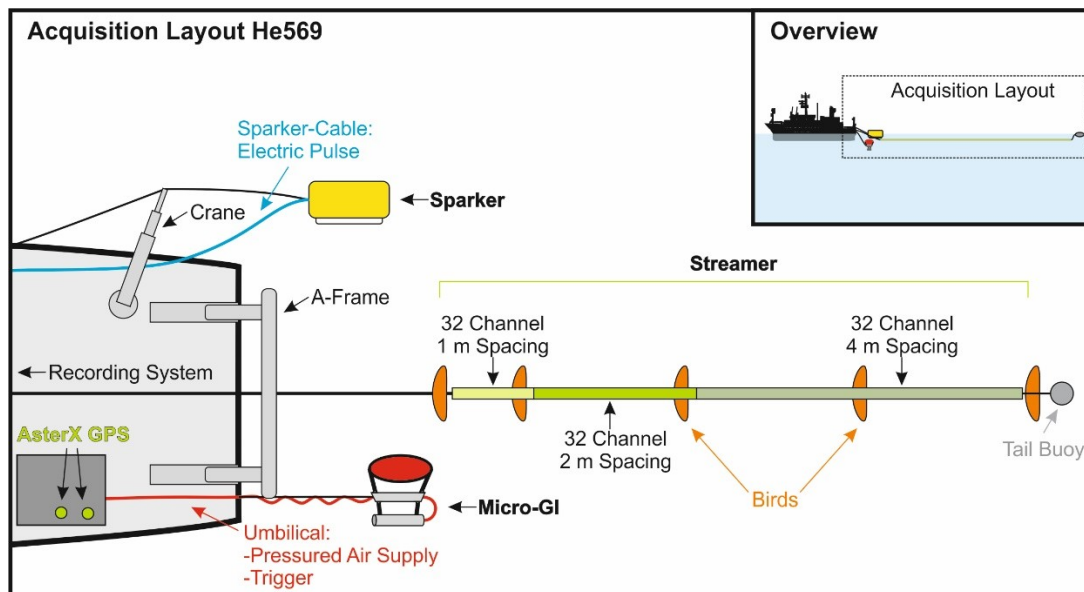 Acquisition Layout He569
Overview
Acquisition Layout
Sparker-Cable:
Electric Pulse
Crane
Sparker
A-Frame
Streamer
32 Channel
1 m Spacing
32 Channel
4 m Spacing
Recording System
32 Channel
2 m Spacing
AsterX GPS
Tail Buoy
Birds
Micro-GI
Umbilical:
-Pressured Air Supply
-Trigger